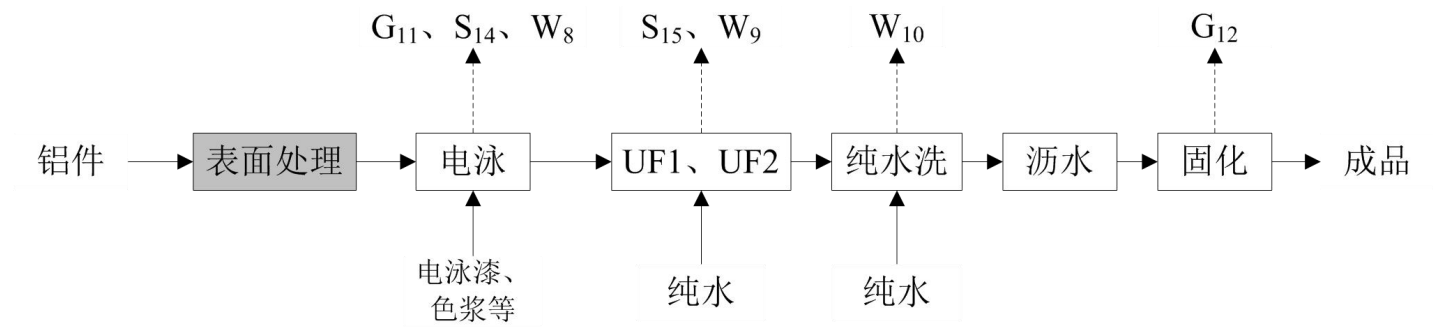 G₁₁、S₁₄、W₈
S₁₅、W₉
W₁₀
G₁₂
铝件
表面处理
电泳
UF1、UF2
纯水洗
沥水
固化
成品
电泳漆、
色浆等
纯水
纯水